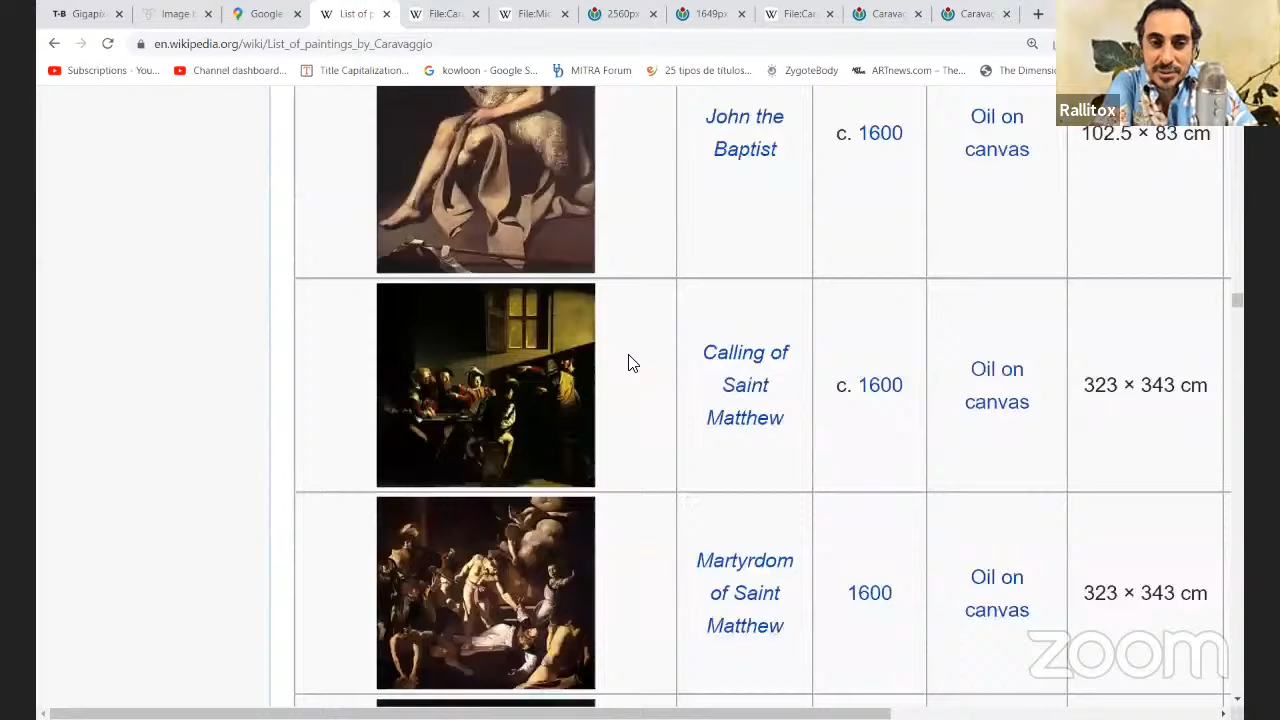 T-B Gigapix
Image t
Google
List of p
File:Car
File:Mic
2560px
1649px
File:Car
Caravag
Caravag
en.wikipedia.org/wiki/List_of_paintings_by_Caravaggio
Subscriptions - You...
Channel dashboard...
Title Capitalization...
kowteen - Google S...
MITRA Forum
25 tipos de títulos...
ZygoteBody
ARTnews.com – The...
The Dimensio
Rallitox
John the
Baptist
c. 1600
Oil on
canvas
102.5 × 83 cm
Calling of
Saint
Matthew
c. 1600
Oil on
canvas
323 × 343 cm
Martyrdom
of Saint
Matthew
1600
Oil on
canvas
323 × 343 cm
zoom